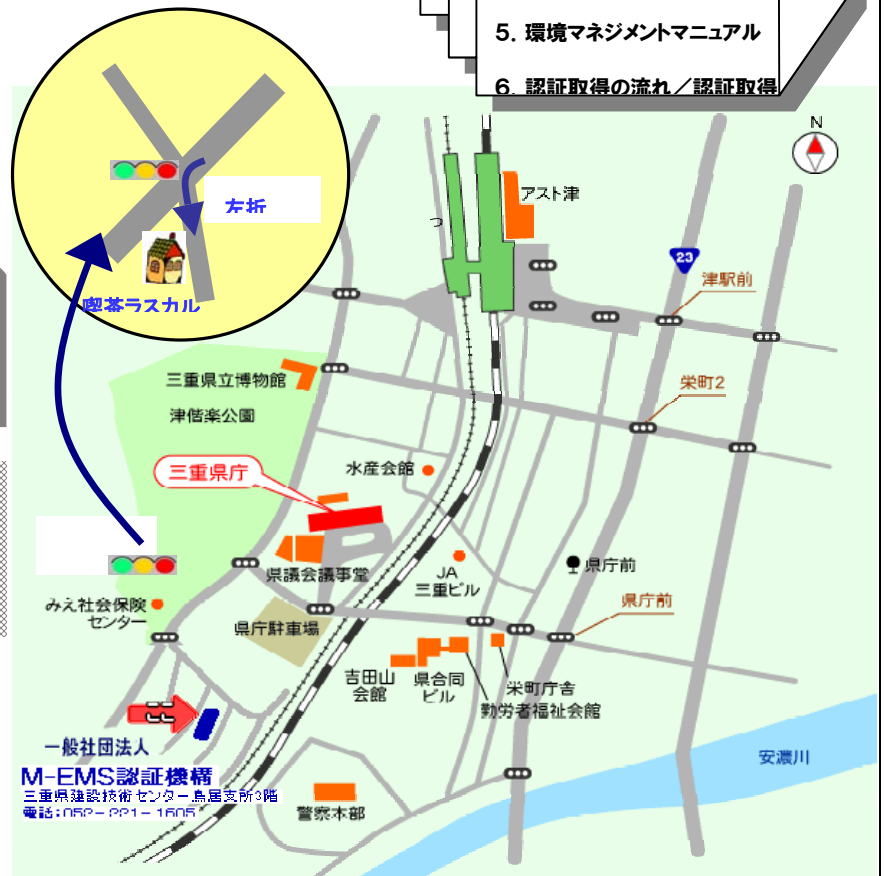 5. 環境マネジメントマニュアル
6. 認証取得の流れ／認証取得
N
左折
喫茶ラスカル
アスト津
つ
23
津駅前
三重県立博物館
津偕楽公園
栄町2
水産会館
三重県庁
県議会議事堂
JA
三重ビル
県庁前
県庁前
みえ社会保険
センター
県庁駐車場
吉田山
会館
県合同
ビル
栄町庁舎
勤労者福祉会館
一般社団法人
M-EMS認証機構
三重県建設技術センター鳥居支所3階
安濃川
警察本部